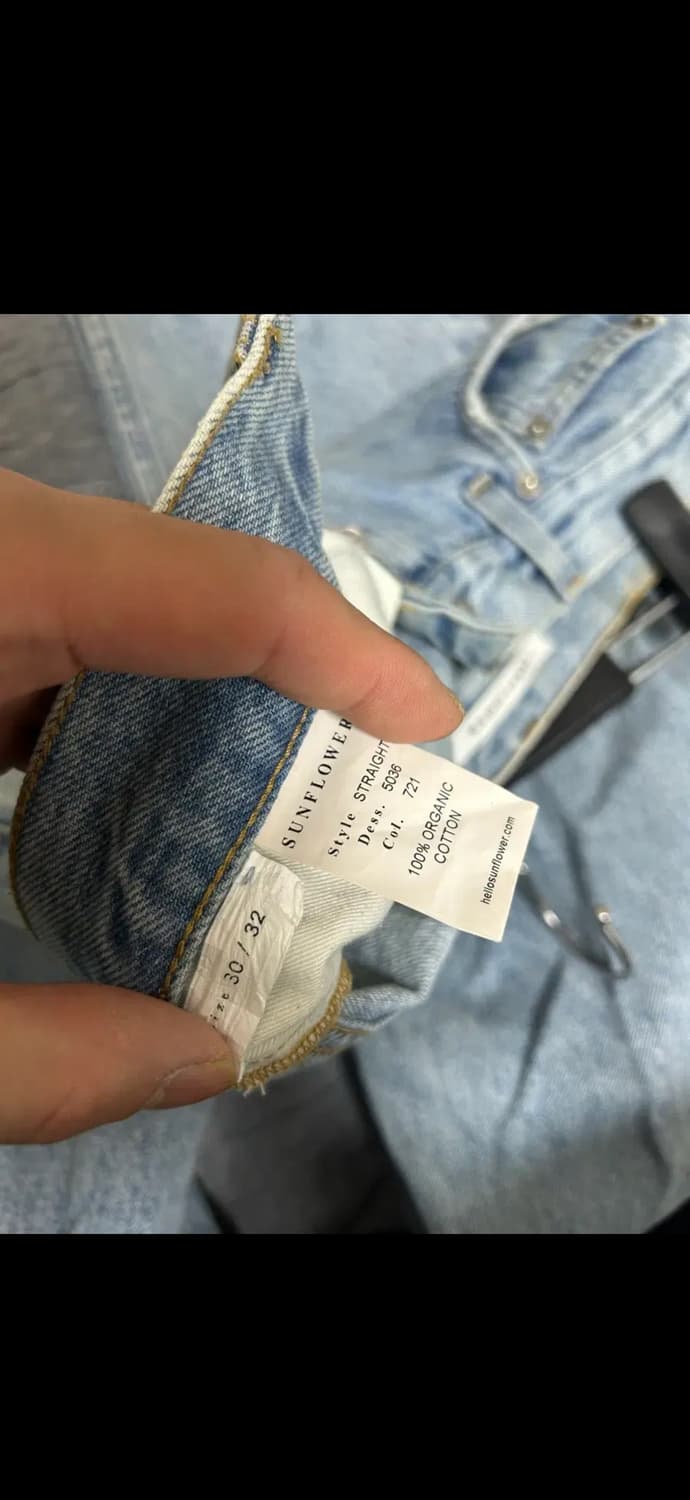 SUNFLOWER
Style STRAIGHT
Dess. 5036
Col. 721
100% ORGANIC
COTTON
hellosunflower.com
30 / 32